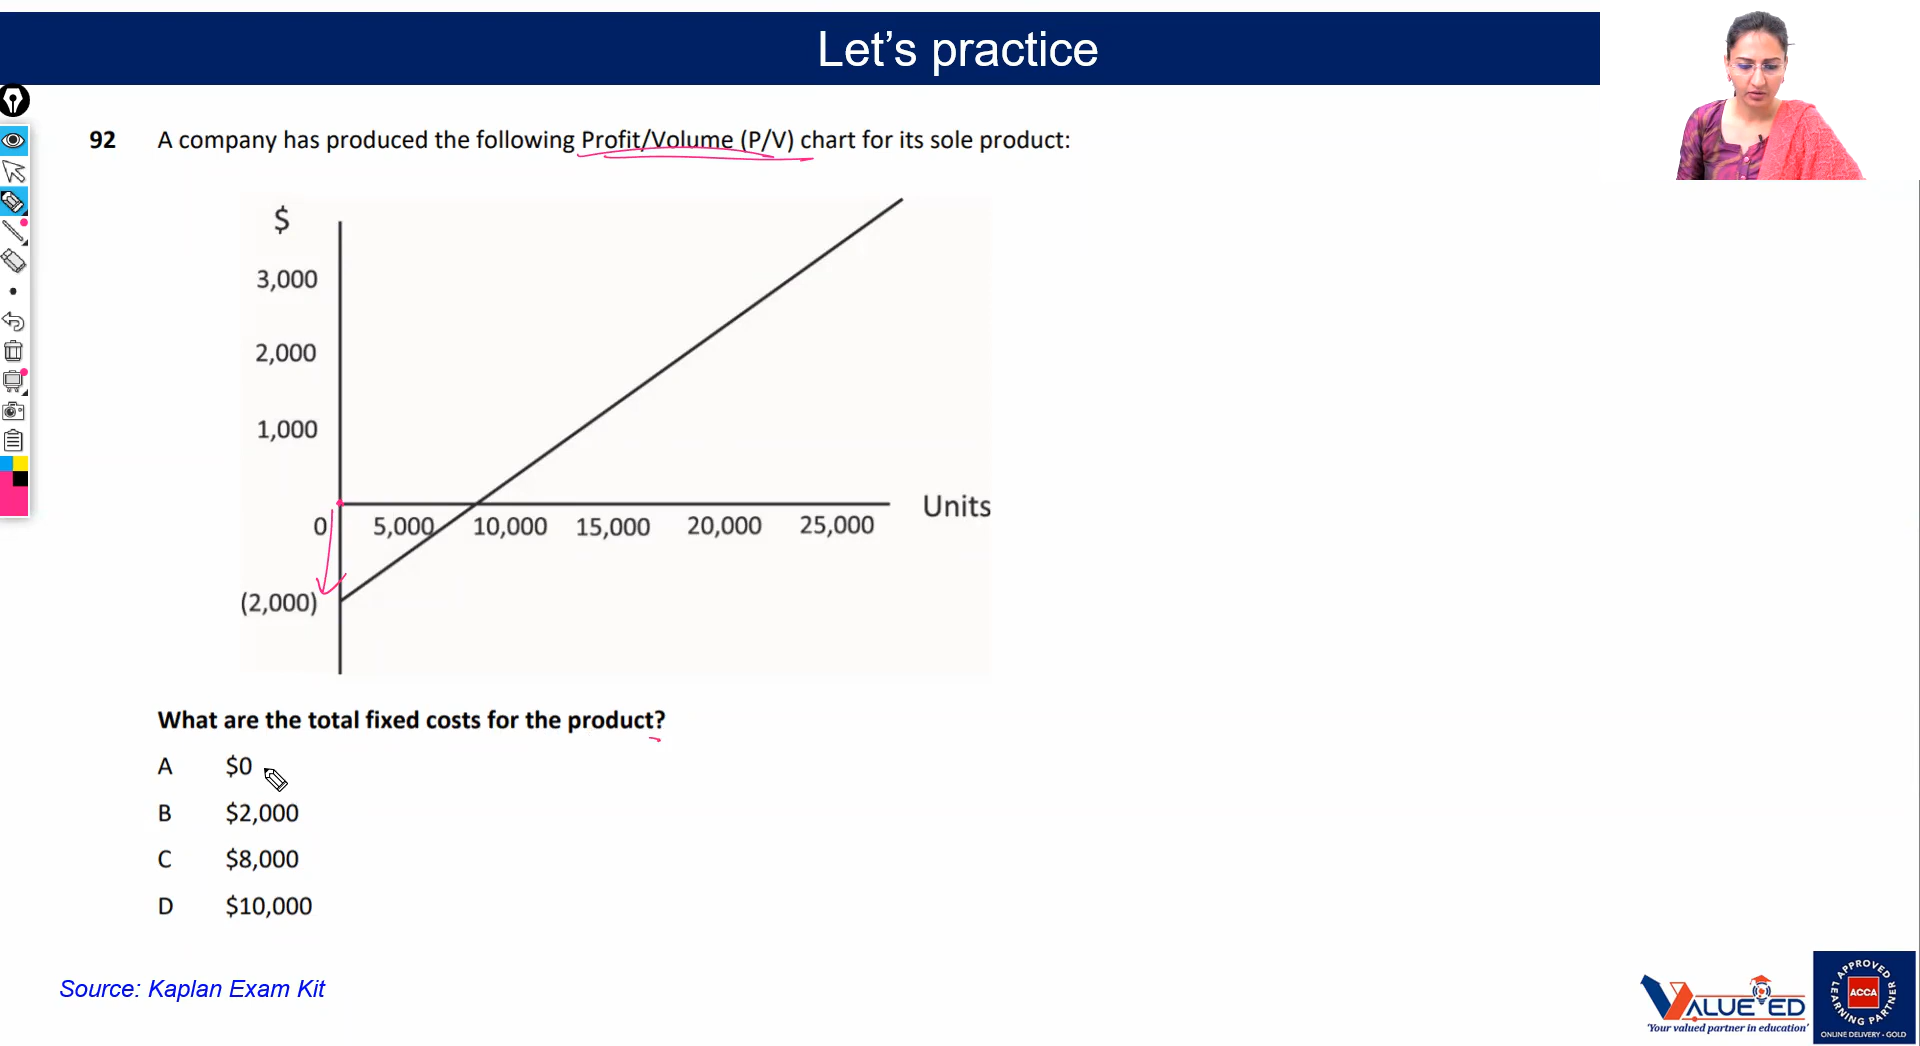 Let's practice
92 A company has produced the following Profit/Volume (P/V) chart for its sole product:
$
3,000
2,000
1,000
Units
0 5,000 10,000 15,000 20,000 25,000
(2,000)
What are the total fixed costs for the product?
A $0
B $2,000
C $8,000
D $10,000
Source: Kaplan Exam Kit
VALUE ED
'Your valued partner in education'
APPROVED LEARNING PARTNER
ACCA
ONLINE DELIVERY - GOLD